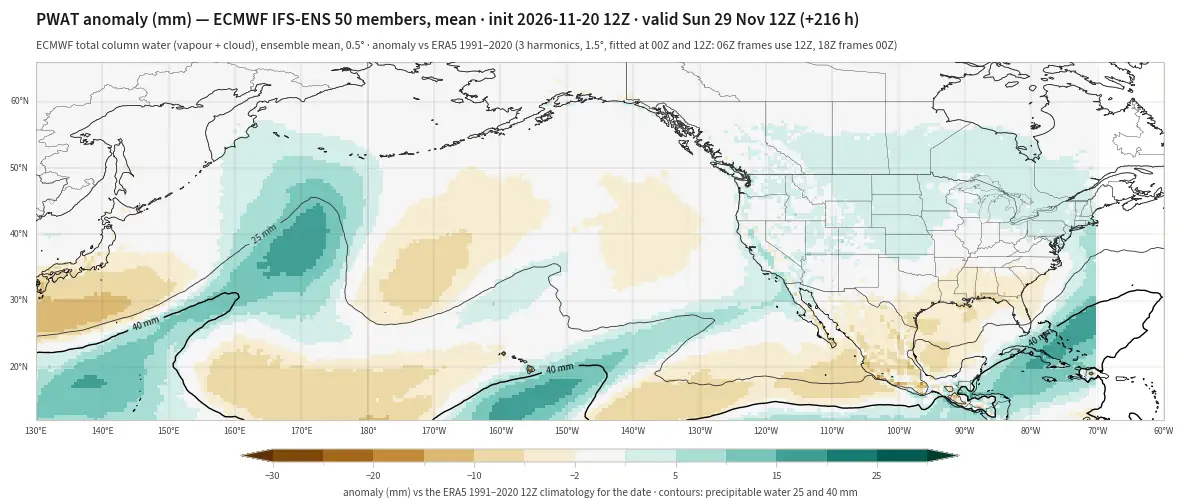 PWAT anomaly (mm) — ECMWF IFS-ENS 50 members, mean · init 2026-11-20 12Z · valid Sun 29 Nov 12Z (+216 h)
ECMWF total column water (vapour + cloud), ensemble mean, 0.5° · anomaly vs ERA5 1991–2020 (3 harmonics, 1.5°, fitted at 00Z and 12Z: 06Z frames use 12Z, 18Z frames 00Z)
60°N
50°N
40°N
30°N
20°N
25 mm
40 mm
40 mm
130°E 140°E 150°E 160°E 170°E 180° 170°W 160°W 150°W 140°W 130°W 120°W 110°W 100°W 90°W 80°W 70°W 60°W
−30 −20 −10 −2 5 15 25
anomaly (mm) vs the ERA5 1991–2020 12Z climatology for the date · contours: precipitable water 25 and 40 mm